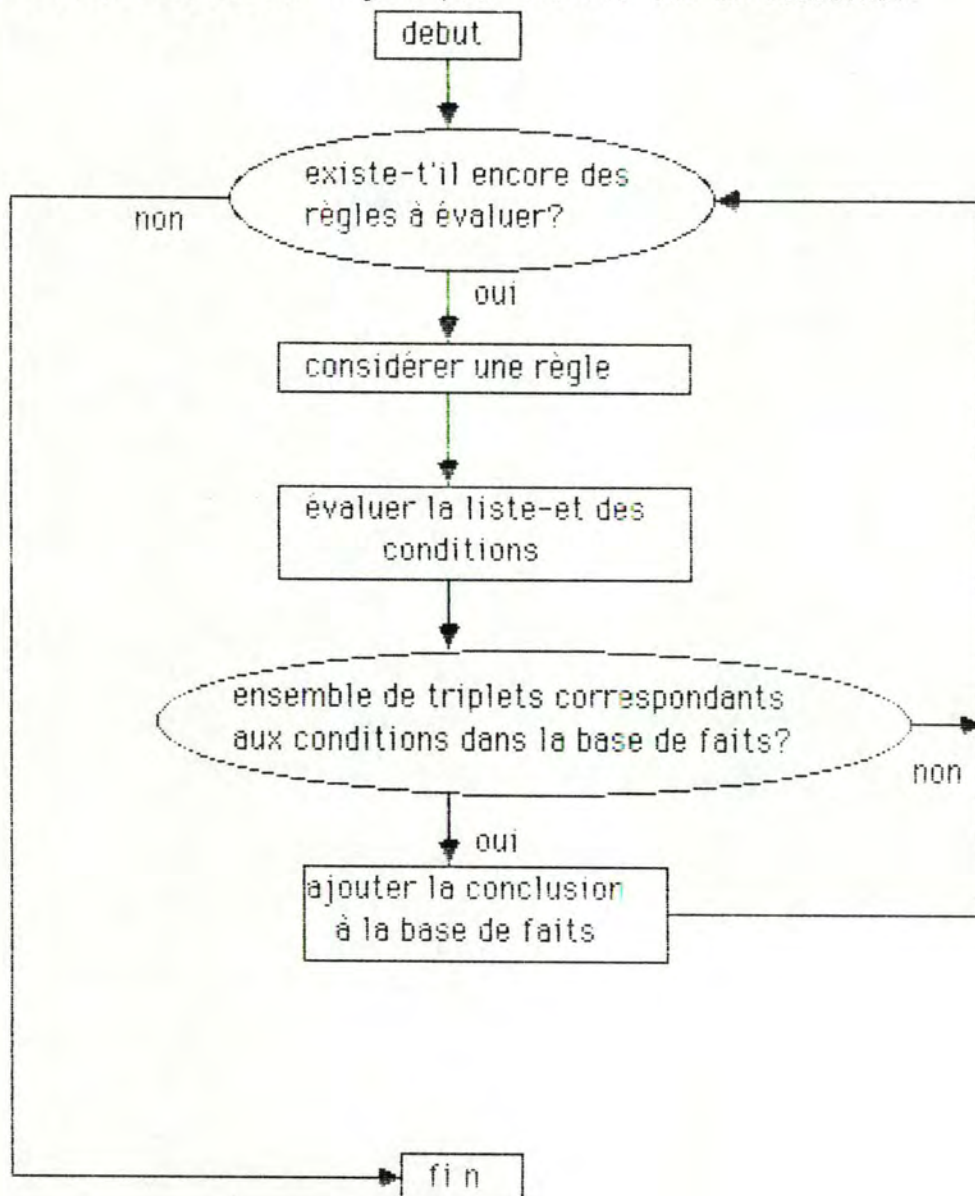 debut
existe-t'il encore des
règles à évaluer?
non
oui
considérer une règle
évaluer la liste-et des
conditions
ensemble de triplets correspondants
aux conditions dans la base de faits?
non
oui
ajouter la conclusion
à la base de faits
fin